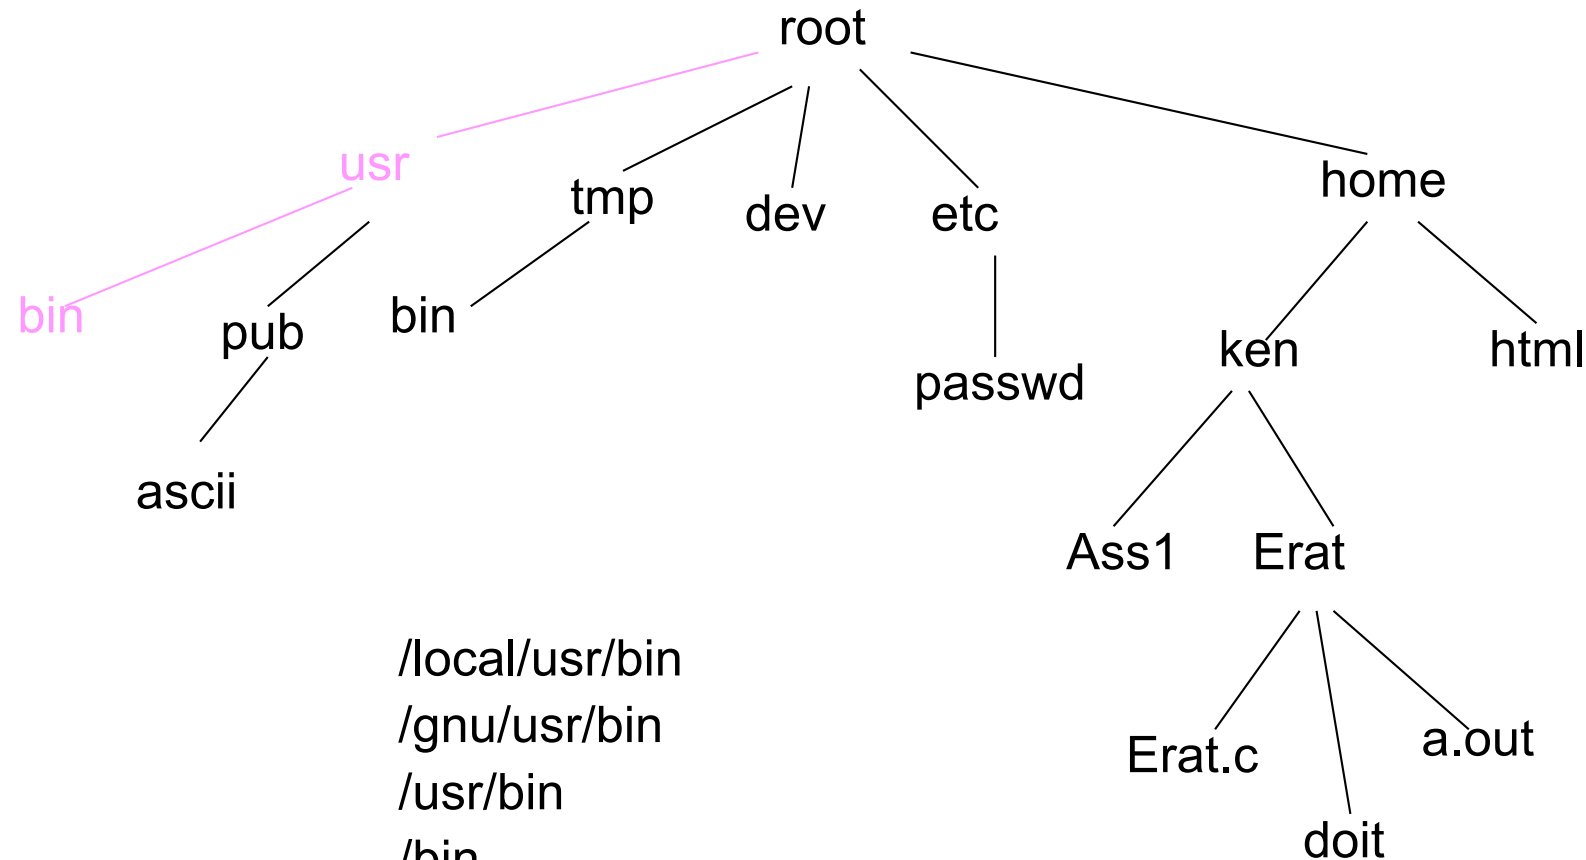 root
usr
tmp
dev
etc
home
bin
pub
bin
passwd
ken
html
ascii
Ass1
Erat
Erat.c
doit
a.out
/local/usr/bin
/gnu/usr/bin
/usr/bin
/bin